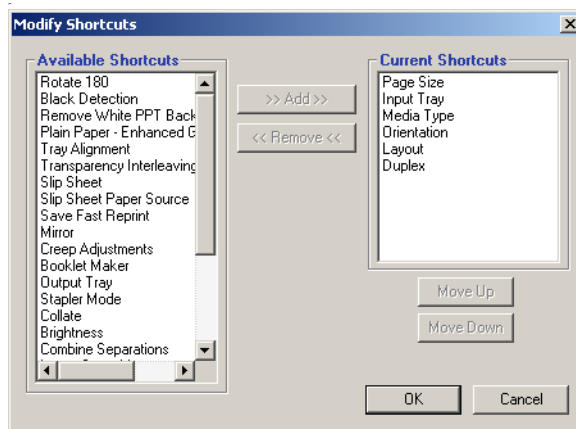 Modify Shortcuts
Available Shortcuts
Rotate 180
Black Detection
Remove White PPT Back
Plain Paper - Enhanced G
Tray Alignment
Transparency Interleaving
Slip Sheet
Slip Sheet Paper Source
Save Fast Reprint
Mirror
Creep Adjustments
Booklet Maker
Output Tray
Stapler Mode
Collate
Brightness
Combine Separations
>> Add >>
<< Remove <<
Current Shortcuts
Page Size
Input Tray
Media Type
Orientation
Layout
Duplex
Move Up
Move Down
OK
Cancel